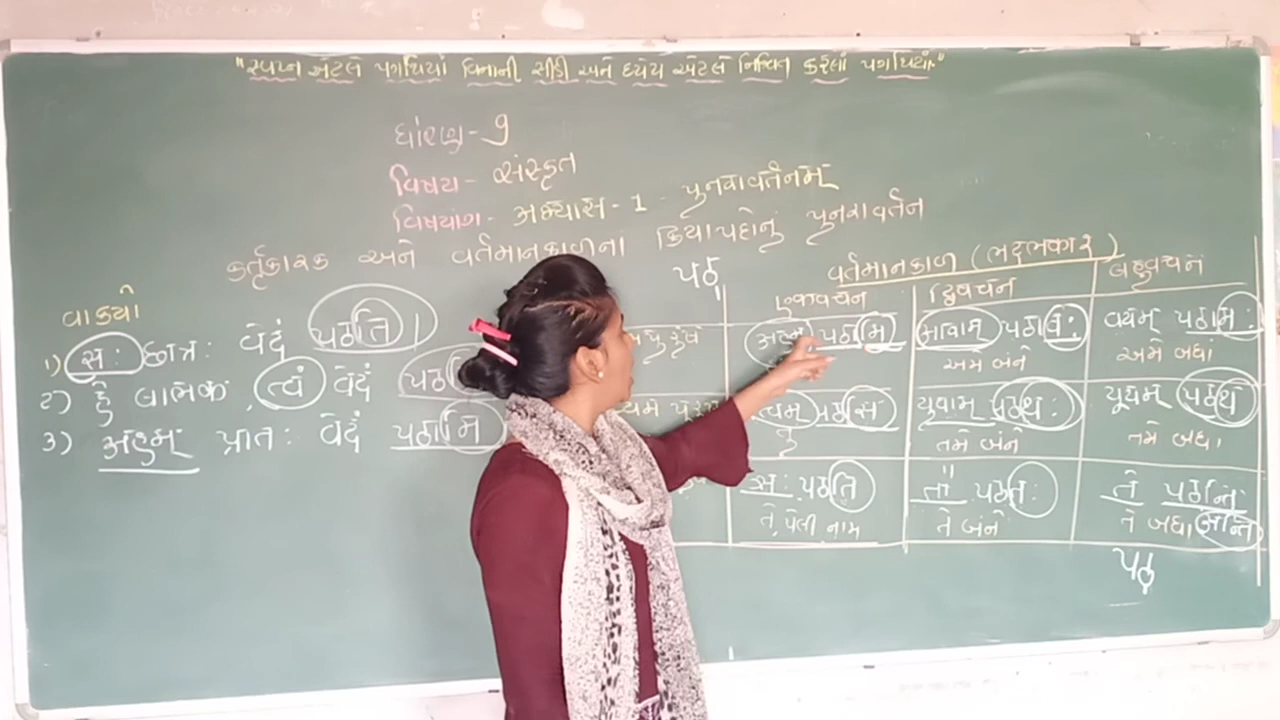 "સ્વપ્ન એટલે પગથિયાં વિનાની સીડી અને ધ્યેય એટલે નિશ્ચિત કરેલાં પગથિયાં."
ધોરણ - 9
વિષય - સંસ્કૃત
વિષયાંગ - અભ્યાસ - 1 - પુનરાવર્તનમ્
કર્તૃકારક અને વર્તમાનકાળના ક્રિયાપદોનું પુનરાવર્તન
પઠ્
વર્તમાનકાળ (લટ્લકાર)
એકવચન દ્વિવચન બહુવચન
અહમ્ પઠામિ આવામ્ પઠાવ: વયમ્ પઠામ:
અમે બંને અમે બધાં
ત્વમ્ પઠસિ યુવામ્ પઠથ: યૂયમ્ પઠથ
તું તમે બંને તમે બધા
સ: પઠતિ તૌ પઠત: તે પઠન્તિ
તે, પેલી, નામ તે બંને તે બધા અન્તિ
પઠ્
વાક્યો
1) સ: છાત્ર: વેદં પઠતિ |
2) હે બાલક, ત્વં વેદં
3) અહમ્ પ્રાત: વેદં પઠામિ